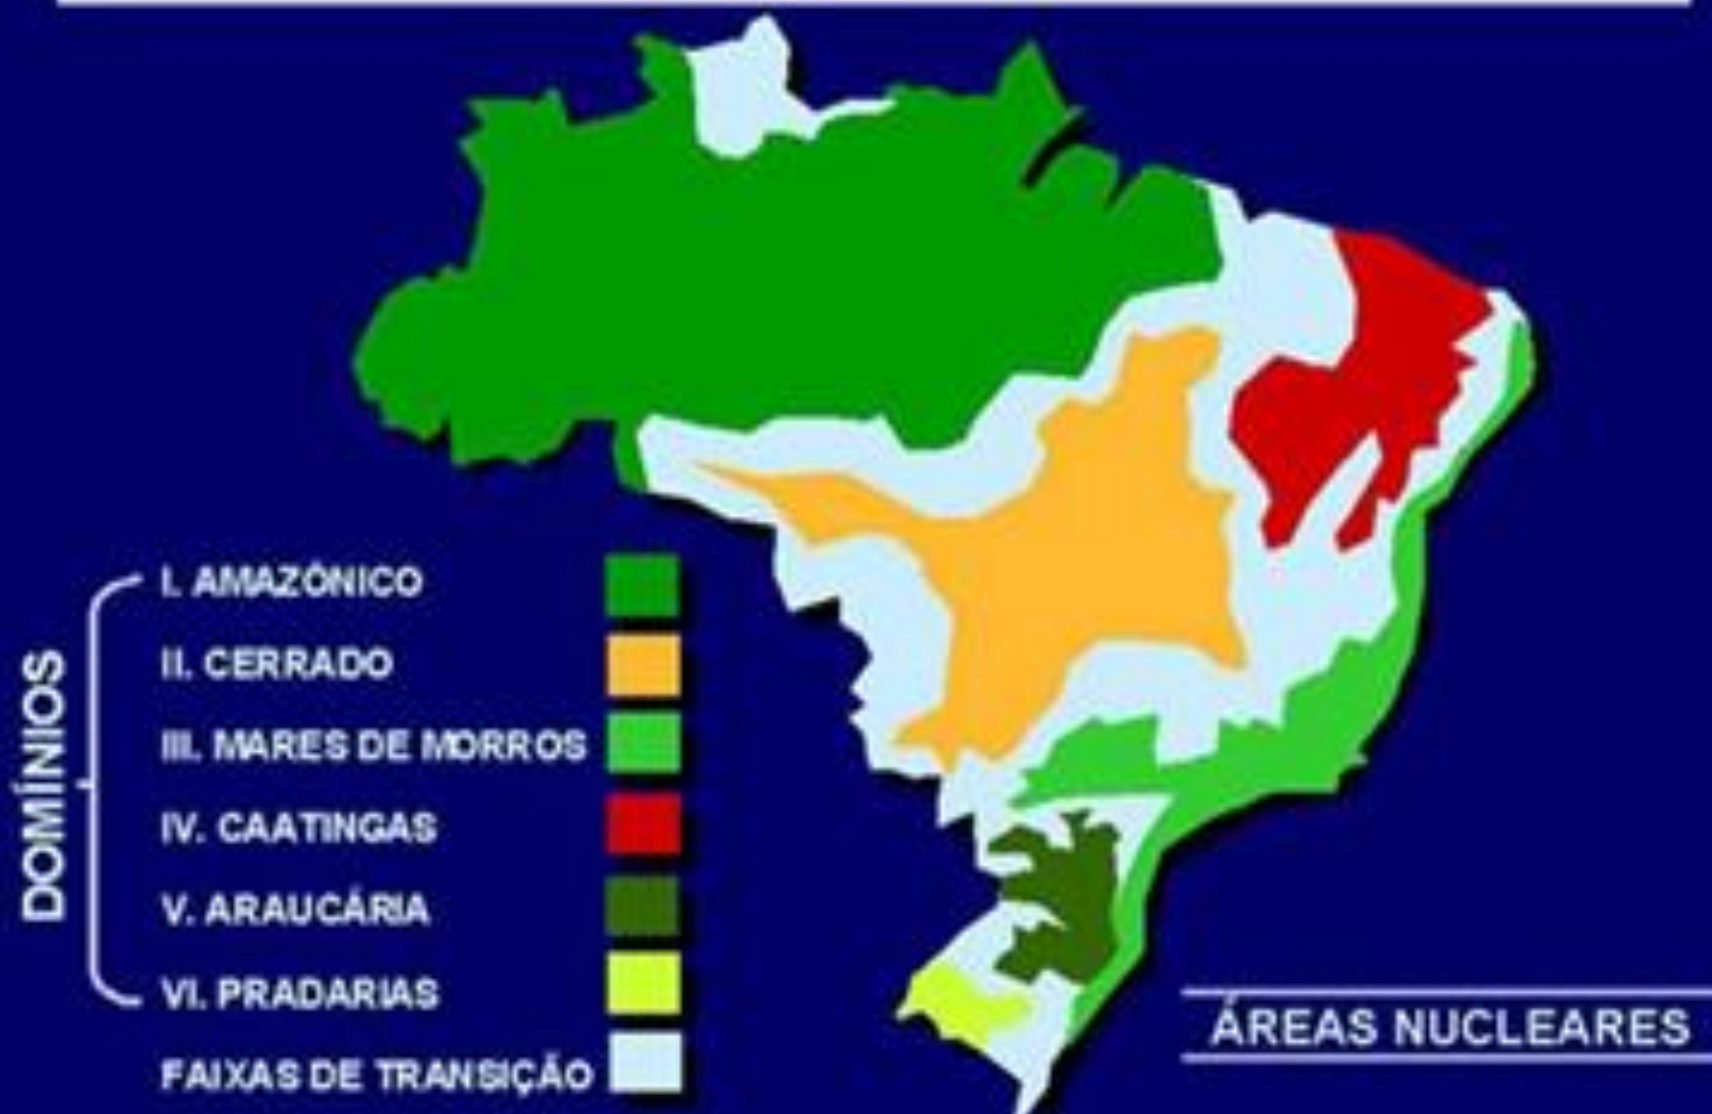 DOMÍNIOS
I. AMAZÔNICO
II. CERRADO
III. MARES DE MORROS
IV. CAATINGAS
V. ARAUCÁRIA
VI. PRADARIAS
FAIXAS DE TRANSIÇÃO
ÁREAS NUCLEARES